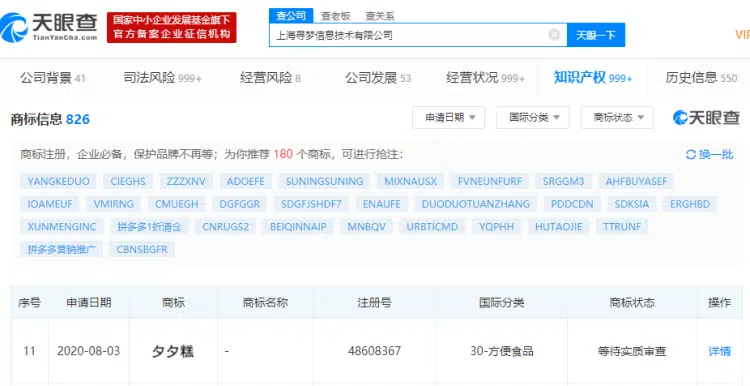 天眼查
TianYanCha.com
国家中小企业发展基金旗下
官方备案企业征信机构
查公司 查老板 查关系
上海寻梦信息技术有限公司 天眼一下
VIP
公司背景 41 司法风险 999+ 经营风险 8 公司发展 53 经营状况 999+ 知识产权 999+ 历史信息 550
商标信息 826 申请日期 国际分类 商标状态 天眼查
商标注册，企业必备，保护品牌不再等；为你推荐 180 个商标，可进行抢注： 换一批
YANGKEDUO CIEGHS ZZZXNV ADOEFE SUNINGSUNING MIXNAUSX FVNEUNFURF SRGGM3 AHFBUYASEF
IOAMEUF VMIRNG CMUEGH DGFGGR SDGFJSHDF7 ENAUFE DUODUOTUANZHANG PDDCDN SDKSIA ERGHBD
XUNMENGINC 拼多多1折清仓 CNRUGS2 BEIQINNAIP MNBQV URBTICMD YQPHH HUTAOJIE TTRUNF
拼多多营销推广 CBNSBGFR
序号 申请日期 商标 商标名称 注册号 国际分类 商标状态 操作
11 2020-08-03 夕夕糕 - 48608367 30-方便食品 等待实质审查 详情